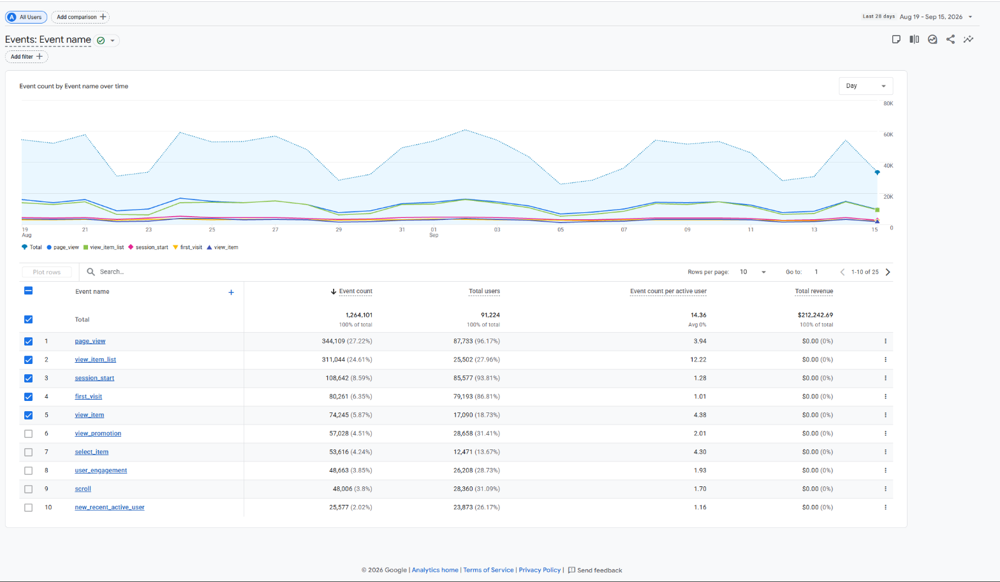 A All Users Add comparison + Last 28 days Aug 19 - Sep 15, 2026
Events: Event name
Add filter +
Event count by Event name over time
Day
80K
60K
40K
20K
0
19 21 23 25 27 29 31 01 03 05 07 09 11 13 15
Aug Sep
Total page_view view_item_list session_start first_visit view_item
Plot rows Search... Rows per page: 10 Go to: 1 1-10 of 25
Event name + Event count Total users Event count per active user Total revenue
Total 1,264,101 91,224 14.36 $212,242.69
100% of total 100% of total Avg 0% 100% of total
1 page_view 344,109 (27.22%) 87,733 (96.17%) 3.94 $0.00 (0%)
2 view_item_list 311,044 (24.61%) 25,502 (27.96%) 12.22 $0.00 (0%)
3 session_start 108,642 (8.59%) 85,577 (93.81%) 1.28 $0.00 (0%)
4 first_visit 80,261 (6.35%) 79,193 (86.81%) 1.01 $0.00 (0%)
5 view_item 74,245 (5.87%) 17,090 (18.73%) 4.38 $0.00 (0%)
6 view_promotion 57,028 (4.51%) 28,658 (31.41%) 2.01 $0.00 (0%)
7 select_item 53,616 (4.24%) 12,471 (13.67%) 4.30 $0.00 (0%)
8 user_engagement 48,663 (3.85%) 26,208 (28.73%) 1.93 $0.00 (0%)
9 scroll 48,006 (3.8%) 28,360 (31.09%) 1.70 $0.00 (0%)
10 new_recent_active_user 25,577 (2.02%) 23,873 (26.17%) 1.16 $0.00 (0%)
© 2026 Google | Analytics home | Terms of Service | Privacy Policy | Send feedback